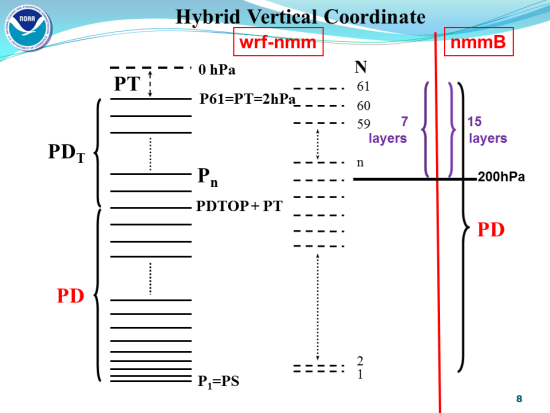 NOAA
Hybrid Vertical Coordinate
wrf-nmm
nmmB
0 hPa
N
PT
P61=PT=2hPa
61
60
59
7
layers
15
layers
PDT
n
Pn
200hPa
PDTOP + PT
PD
PD
2
1
P1=PS
8